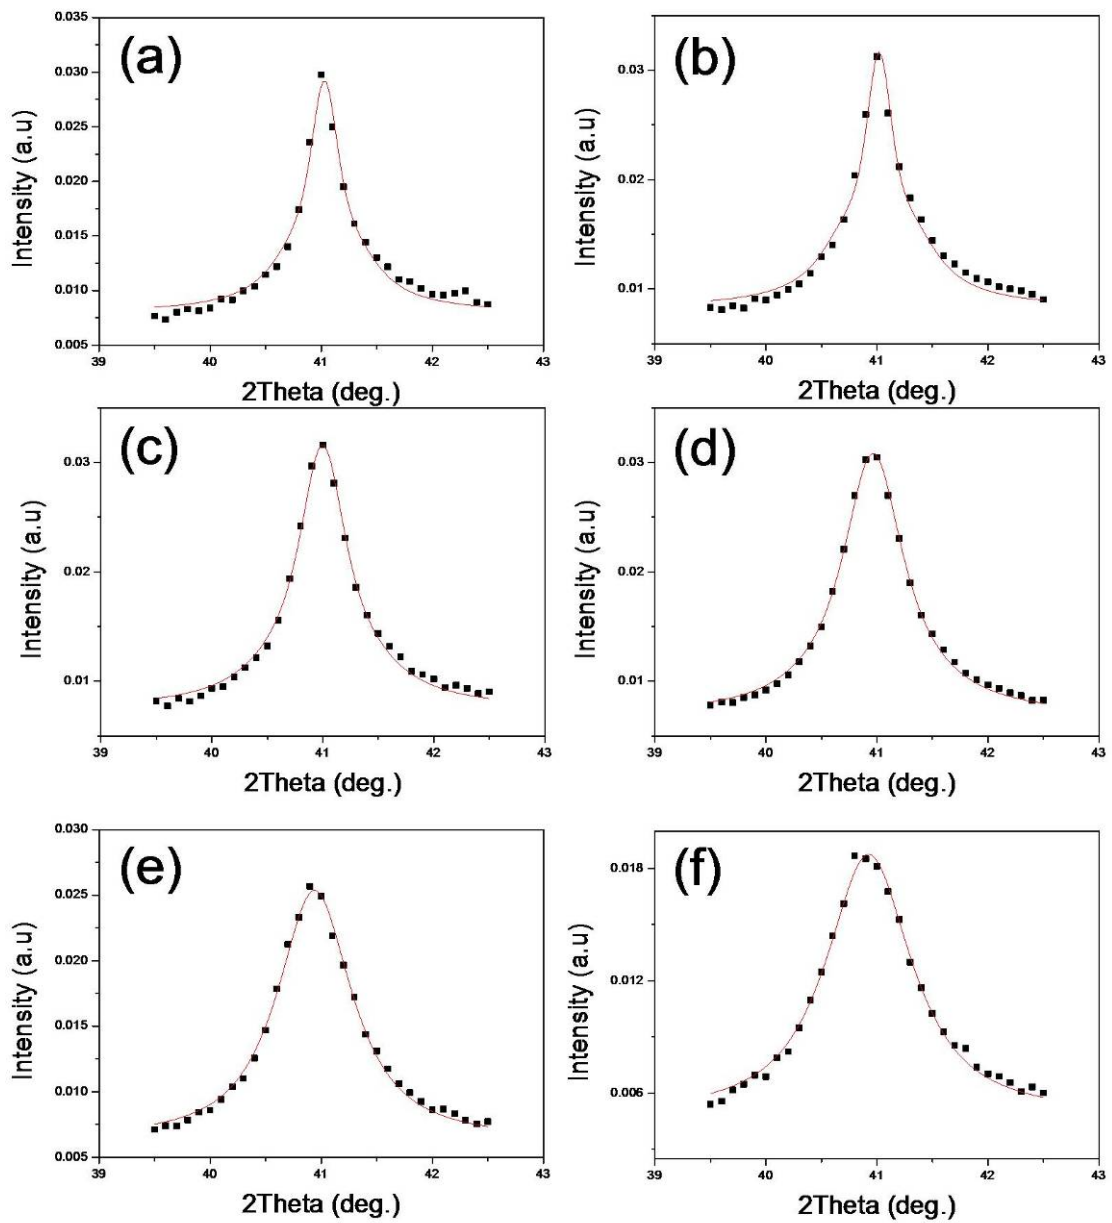 (a)
0.035
0.030
0.025
0.020
0.015
0.010
0.005
Intensity (a.u)
39 40 41 42 43
2Theta (deg.)
(b)
0.03
0.02
0.01
Intensity (a.u)
39 40 41 42 43
2Theta (deg.)
(c)
0.03
0.02
0.01
Intensity (a.u)
39 40 41 42 43
2Theta (deg.)
(d)
0.03
0.02
0.01
Intensity (a.u)
39 40 41 42 43
2Theta (deg.)
(e)
0.030
0.025
0.020
0.015
0.010
0.005
Intensity (a.u)
39 40 41 42 43
2Theta (deg.)
(f)
0.018
0.012
0.006
Intensity (a.u)
39 40 41 42 43
2Theta (deg.)